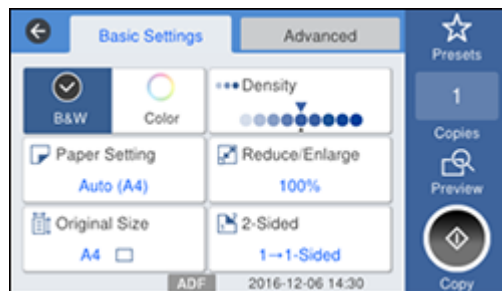 Basic Settings
Advanced
Presets
B&W
Color
Density
1
Copies
Paper Setting
Auto (A4)
Reduce/Enlarge
100%
Preview
Original Size
A4
2-Sided
1→1-Sided
ADF
2016-12-06 14:30
Copy